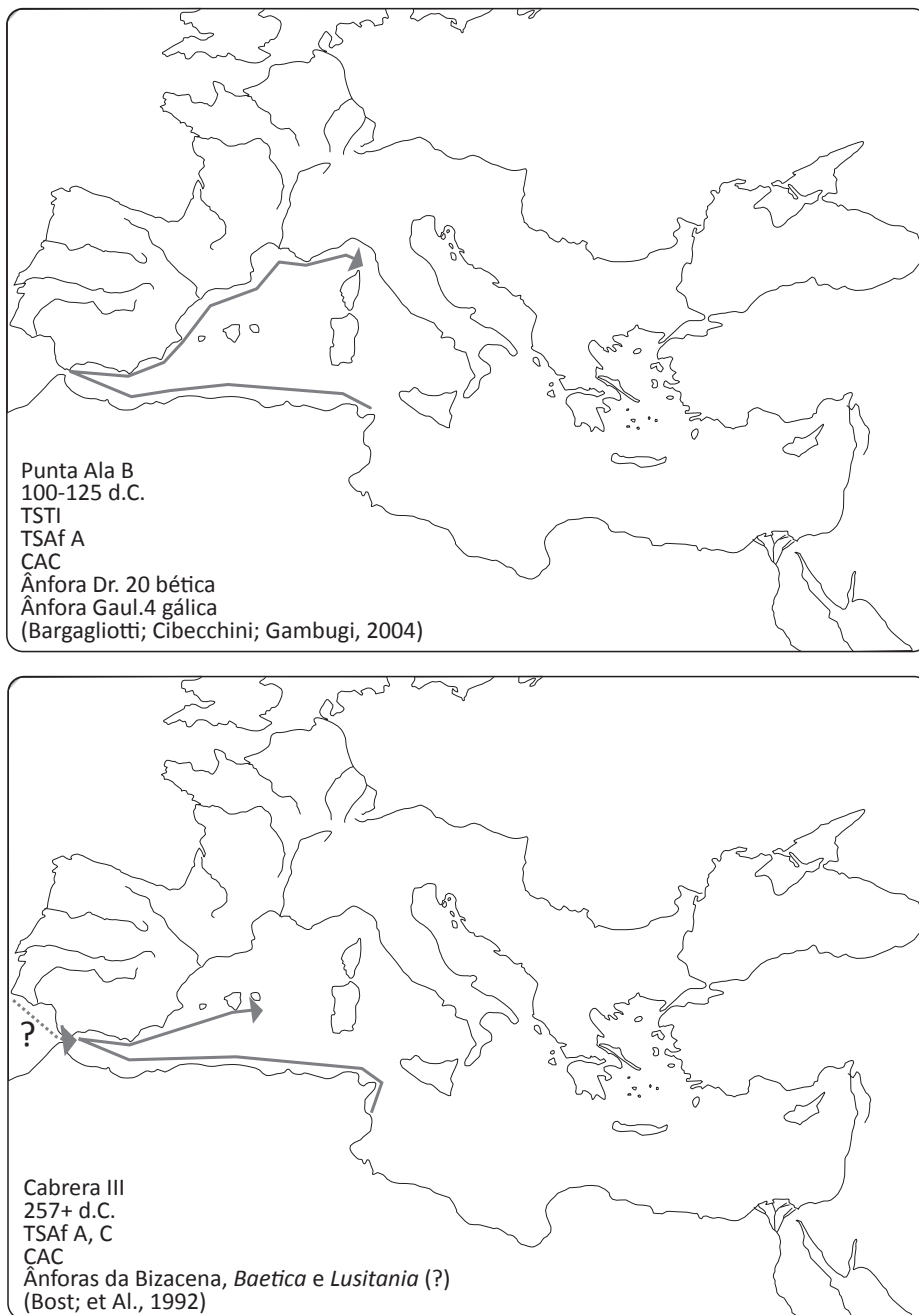 Punta Ala B
100-125 d.C.
TSTI
TSAf A
CAC
Ânfora Dr. 20 bética
Ânfora Gaul.4 gálica
(Bargagliotti; Cibecchini; Gambugi, 2004)
?
Cabrera III
257+ d.C.
TSAf A, C
CAC
Ânforas da Bizacena, Baetica e Lusitania (?)
(Bost; et Al., 1992)